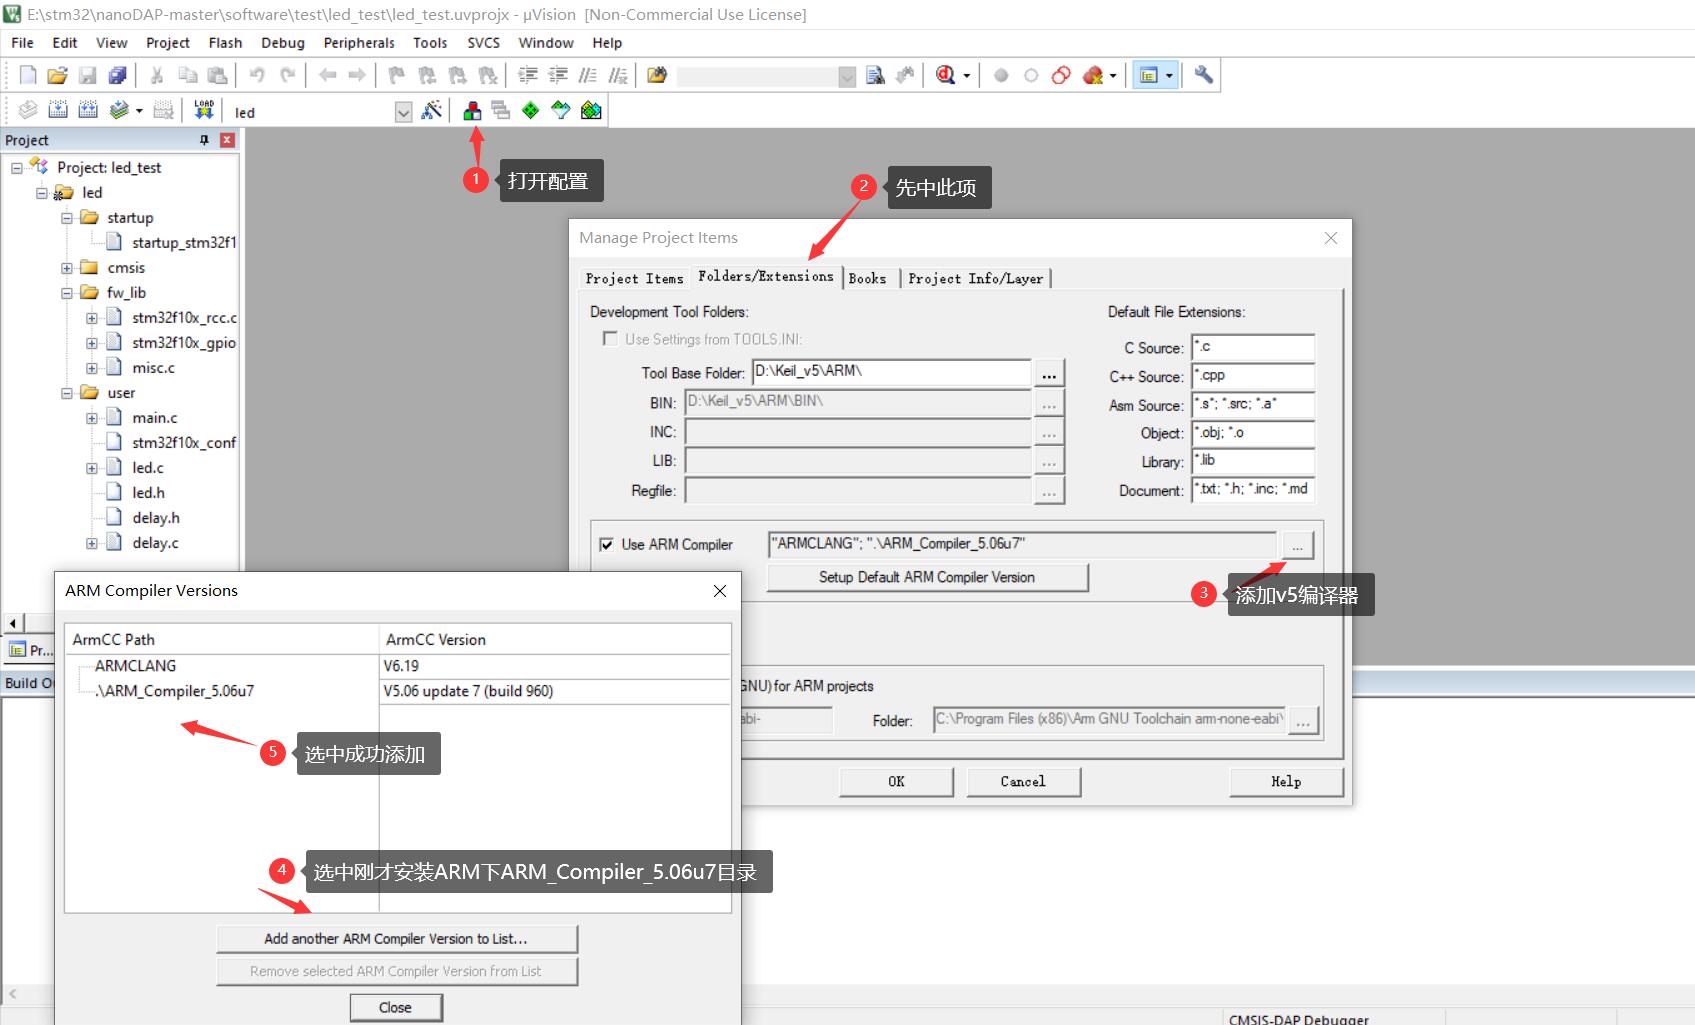 E:\stm32\nanoDAP-master\software\test\led_test\led_test.uvprojx - µVision  [Non-Commercial Use License]
File Edit View Project Flash Debug Peripherals Tools SVCS Window Help
LOAD
led
Project
Project: led_test
led
startup
startup_stm32f1
cmsis
fw_lib
stm32f10x_rcc.c
stm32f10x_gpio
misc.c
user
main.c
stm32f10x_conf
led.c
led.h
delay.h
delay.c
Pr...
Build Ou
1 打开配置
2 先中此项
Manage Project Items
Project Items Folders/Extensions Books Project Info/Layer
Development Tool Folders:
Use Settings from TOOLS.INI:
Tool Base Folder: D:\Keil_v5\ARM\ ...
BIN: D:\Keil_v5\ARM\BIN\ ...
INC: ...
LIB: ...
Regfile: ...
Default File Extensions:
C Source: *.c
C++ Source: *.cpp
Asm Source: *.s*; *.src; *.a*
Object: *.obj; *.o
Library: *.lib
Document: *.txt; *.h; *.inc; *.md
Use ARM Compiler "ARMCLANG"; ".\ARM_Compiler_5.06u7" ...
Setup Default ARM Compiler Version
3 添加v5编译器
GNU) for ARM projects
abi- Folder: C:\Program Files (x86)\Arm GNU Toolchain arm-none-eabi\ ...
OK Cancel Help
ARM Compiler Versions
ArmCC Path ArmCC Version
ARMCLANG V6.19
.\ARM_Compiler_5.06u7 V5.06 update 7 (build 960)
5 选中成功添加
4 选中刚才安装ARM下ARM_Compiler_5.06u7目录
Add another ARM Compiler Version to List...
Remove selected ARM Compiler Version from List
Close
CMSIS-DAP Debugger